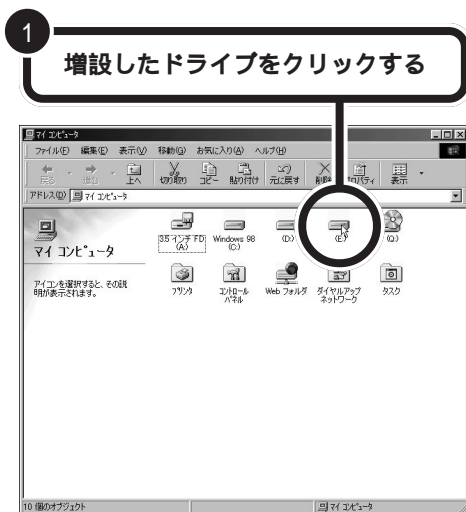 1
増設したドライブをクリックする
マイ コンピュータ
ファイル(F) 編集(E) 表示(V) 移動(G) お気に入り(A) ヘルプ(H)
戻る 進む 上へ 切り取り コピー 貼り付け 元に戻す 削除 プロパティ 表示
アドレス(D) マイ コンピュータ
マイ コンピュータ
アイコンを選択すると、その説
明が表示されます。
3.5 インチ FD
(A:)
Windows 98
(C:)
(D:)
(E:)
(Q:)
プリンタ
コントロール
パネル
Web フォルダ
ダイヤルアップ
ネットワーク
タスク
10 個のオブジェクト
マイ コンピュータ